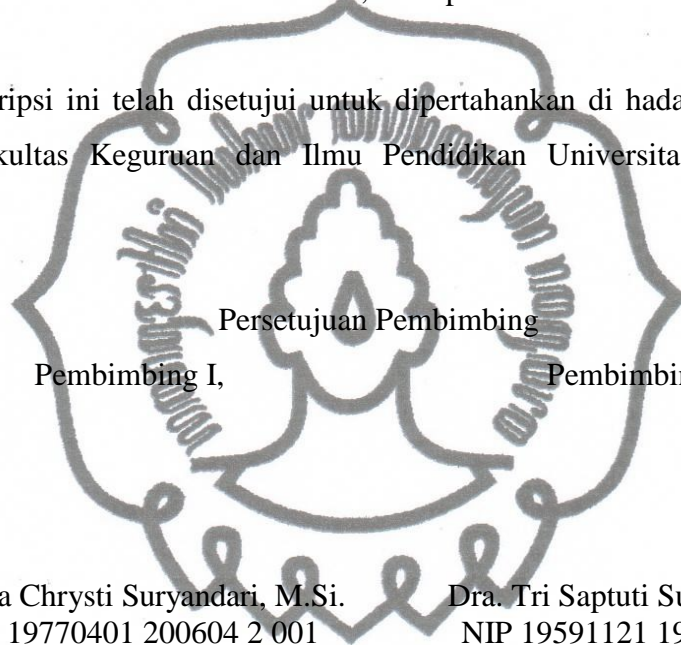 ripsi ini telah disetujui untuk dipertahankan di hada
kultas Keguruan dan Ilmu Pendidikan Universita
Persetujuan Pembimbing
Pembimbing I, Pembimbin
a Chrysti Suryandari, M.Si. Dra. Tri Saptuti Su
19770401 200604 2 001 NIP 19591121 19